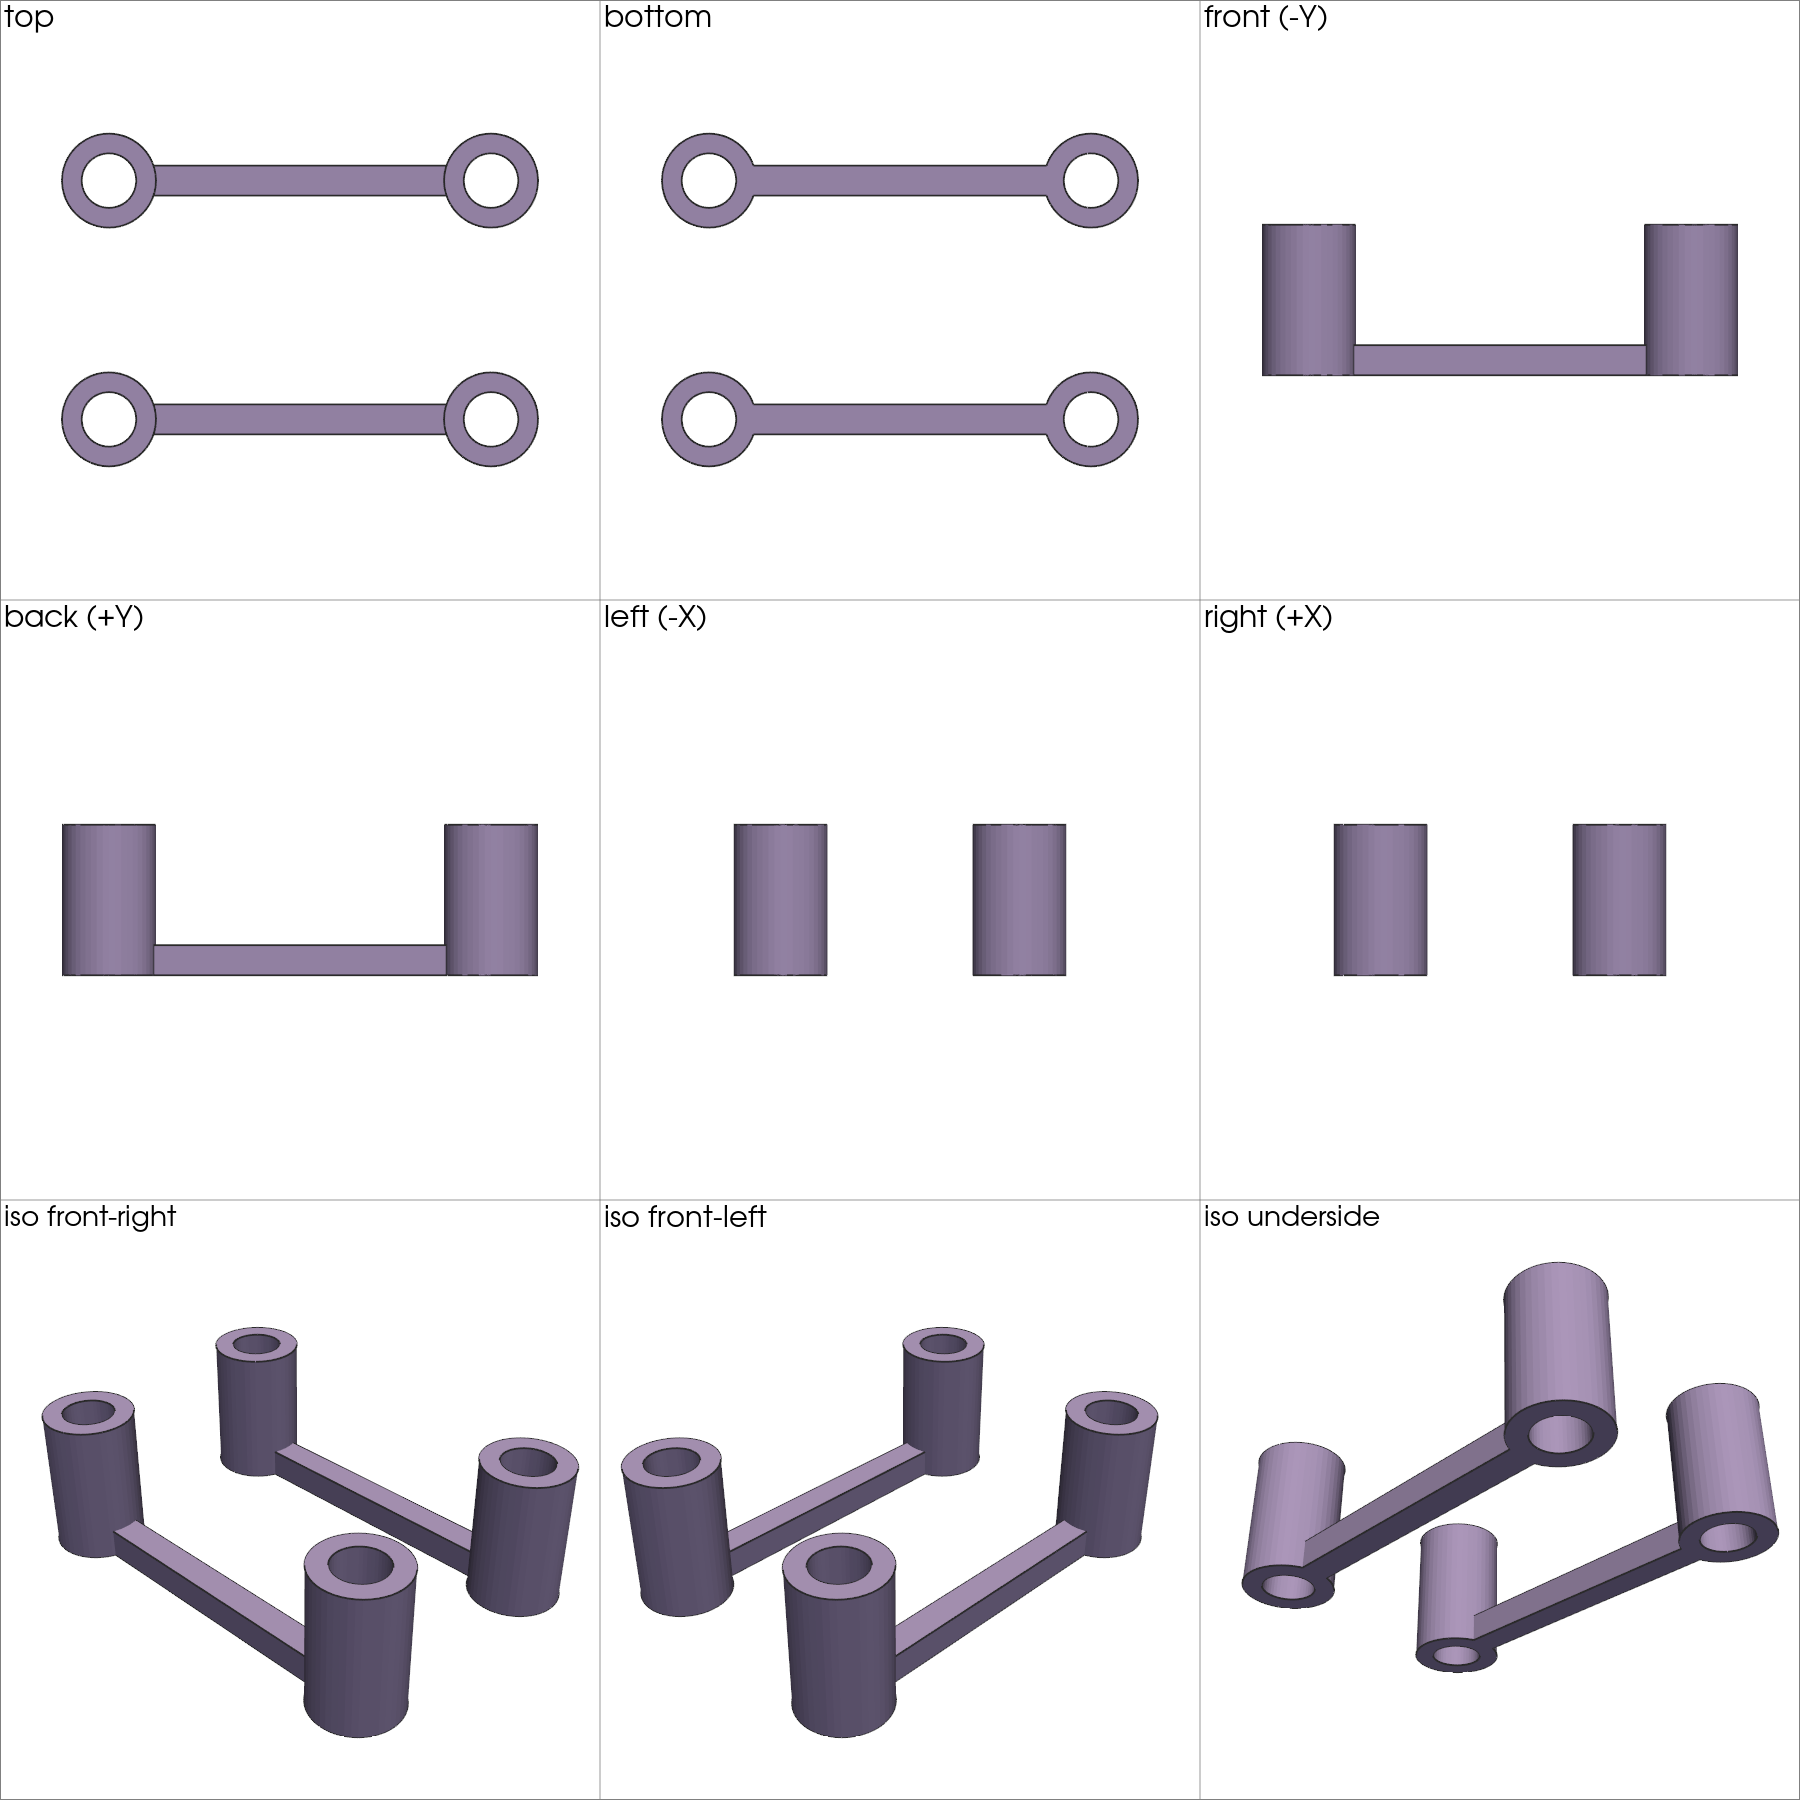 top
bottom
front (-Y)
back (+Y)
left (-X)
right (+X)
iso front-right
iso front-left
iso underside